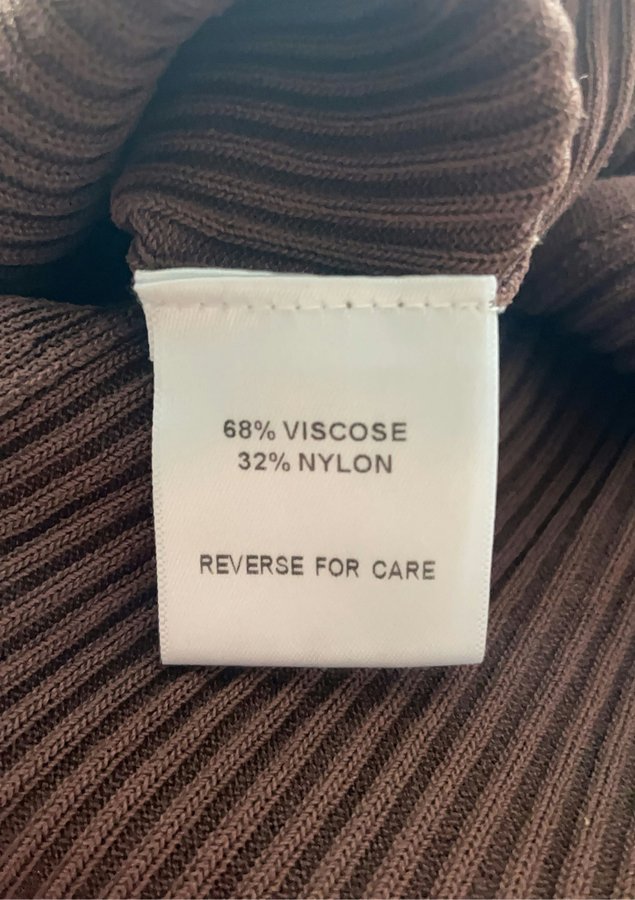 68% VISCOSE
32% NYLON
REVERSE FOR CARE